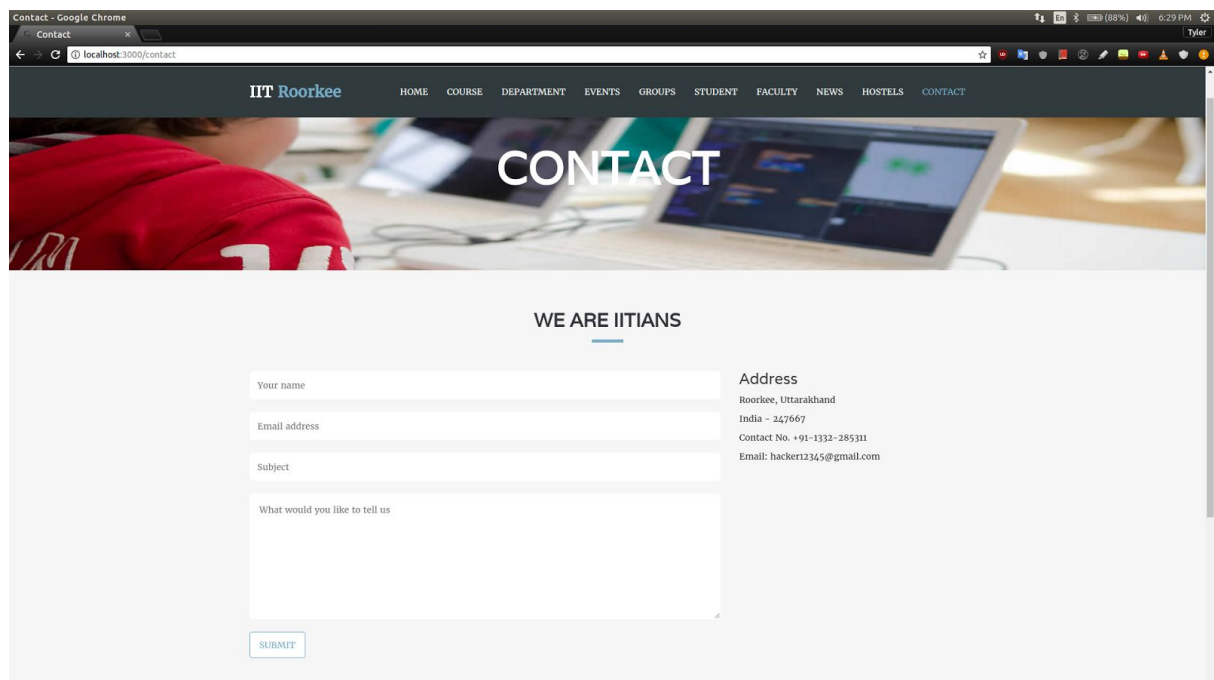 Contact - Google Chrome
En (88%) 6:29 PM
Contact ×
Tyler
localhost:3000/contact
IIT Roorkee HOME COURSE DEPARTMENT EVENTS GROUPS STUDENT FACULTY NEWS HOSTELS CONTACT
CONTACT
WE ARE IITIANS
Your name
Email address
Subject
What would you like to tell us
SUBMIT
Address
Roorkee, Uttarakhand
India - 247667
Contact No. +91-1332-285311
Email: hacker12345@gmail.com